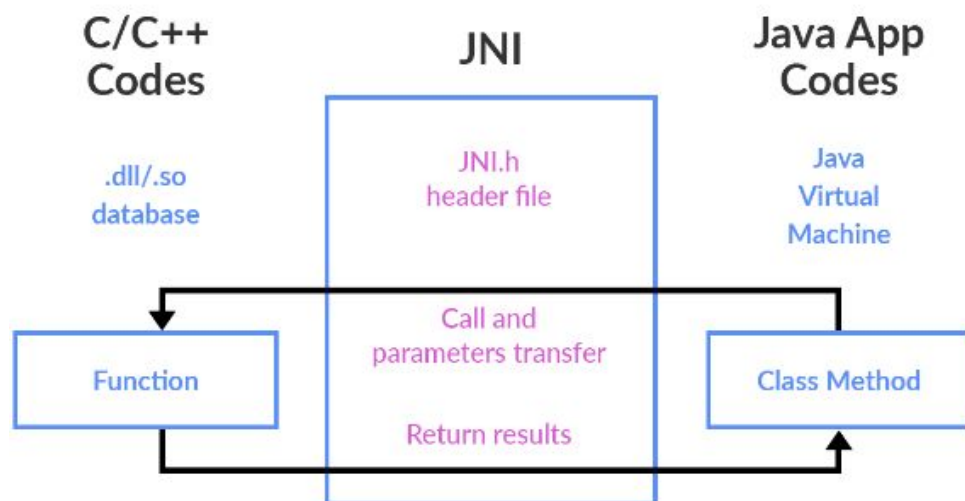 C/C++
Codes
JNI
Java App
Codes
.dll/.so
database
JNI.h
header file
Java
Virtual
Machine
Call and
parameters transfer
Function
Class Method
Return results